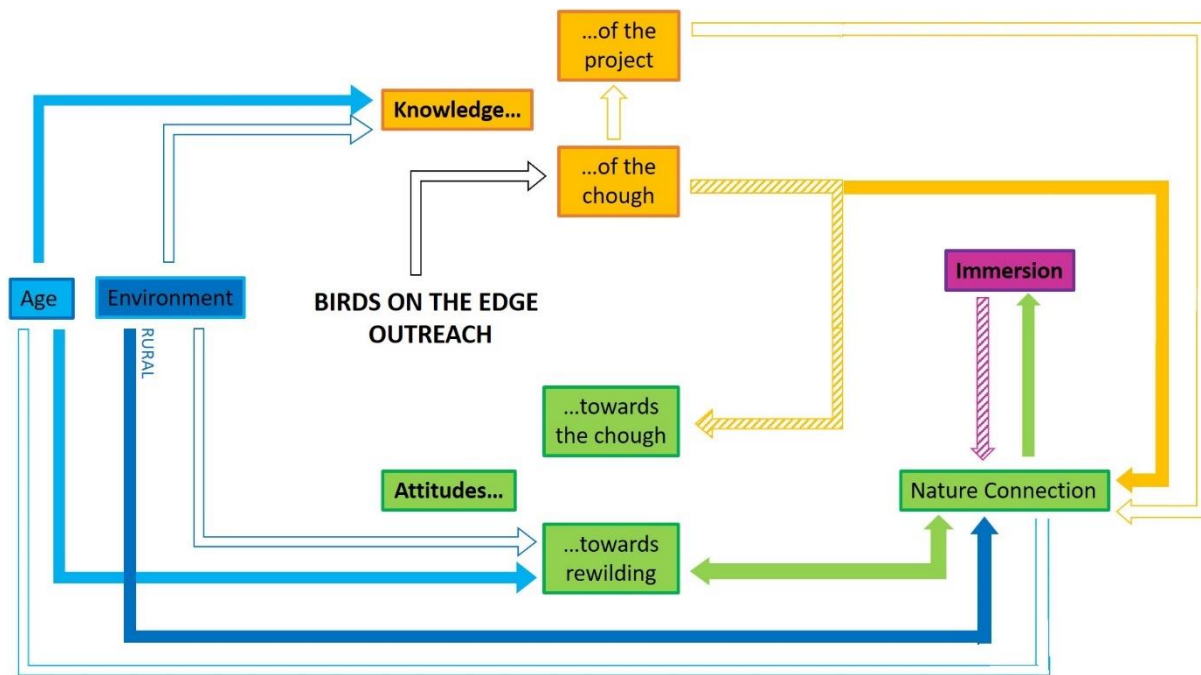 ...of the
project
Knowledge...
...of the
chough
Immersion
Age
Environment
BIRDS ON THE EDGE
OUTREACH
RURAL
...towards
the chough
Attitudes...
Nature Connection
...towards
rewilding